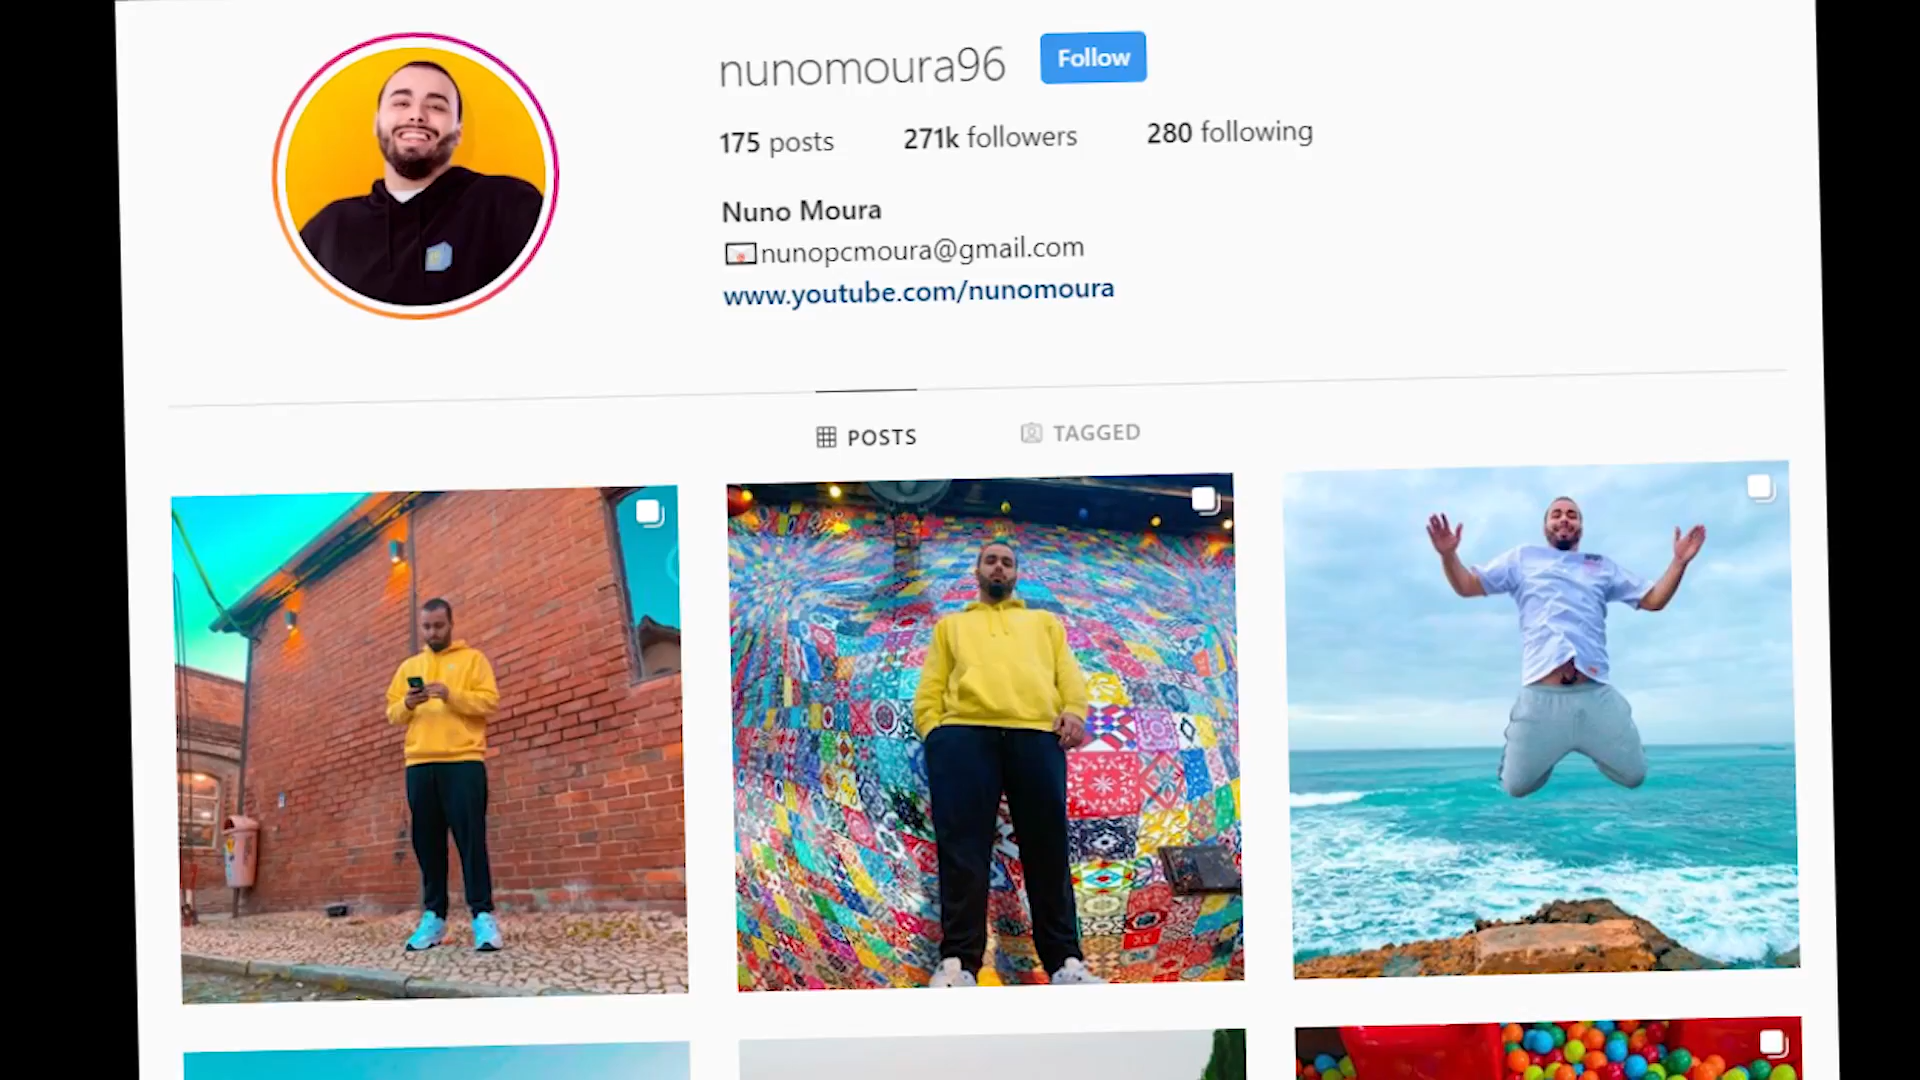 nunomoura96 Follow
175 posts 271k followers 280 following
Nuno Moura
nunopcmoura@gmail.com
www.youtube.com/nunomoura
POSTS TAGGED